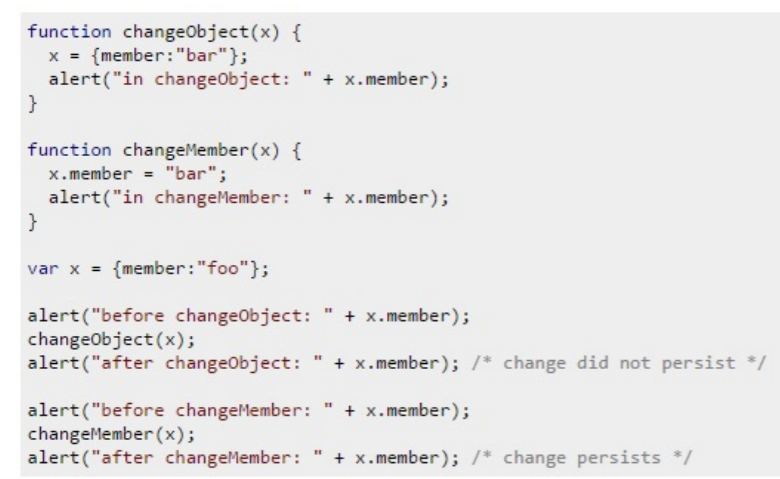 function changeObject(x) {
  x = {member:"bar"};
  alert("in changeObject: " + x.member);
}

function changeMember(x) {
  x.member = "bar";
  alert("in changeMember: " + x.member);
}

var x = {member:"foo"};

alert("before changeObject: " + x.member);
changeObject(x);
alert("after changeObject: " + x.member); /* change did not persist */

alert("before changeMember: " + x.member);
changeMember(x);
alert("after changeMember: " + x.member); /* change persists */